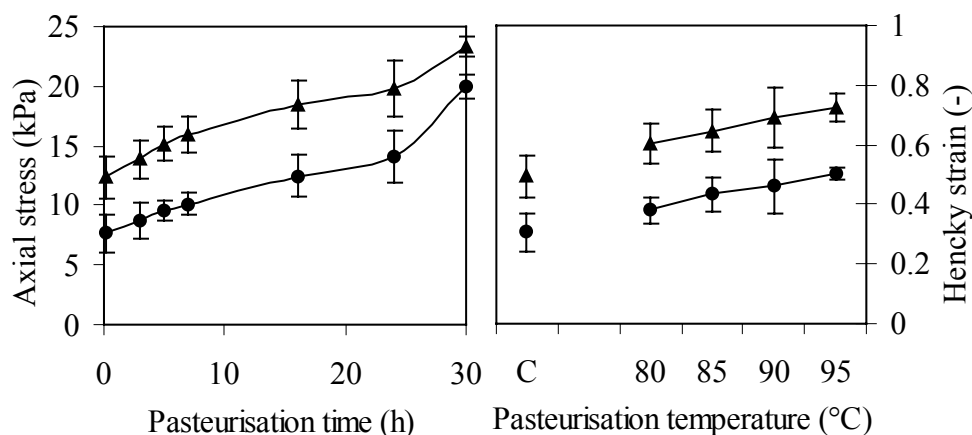 Axial stress (kPa)
25
20
15
10
5
0
0 10 20 30
Pasteurisation time (h)
C 80 85 90 95
Pasteurisation temperature (°C)
1
0.8
0.6
0.4
0.2
0
Hencky strain (-)